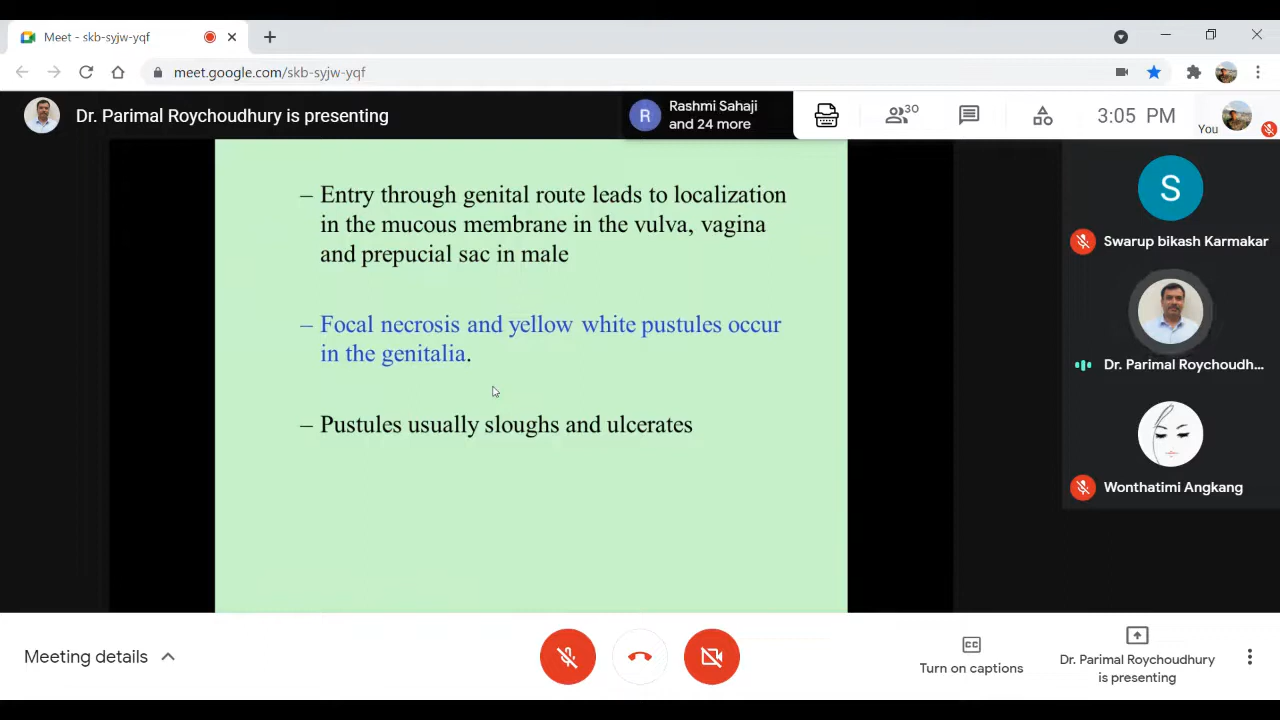 Meet - skb-syjw-yqf
meet.google.com/skb-syjw-yqf
Dr. Parimal Roychoudhury is presenting
R
Rashmi Sahaji
and 24 more
30
3:05 PM
You
– Entry through genital route leads to localization
in the mucous membrane in the vulva, vagina
and prepucial sac in male
– Focal necrosis and yellow white pustules occur
in the genitalia.
– Pustules usually sloughs and ulcerates
S
Swarup bikash Karmakar
Dr. Parimal Roychoudh...
Wonthatimi Angkang
Meeting details
CC
Turn on captions
Dr. Parimal Roychoudhury
is presenting